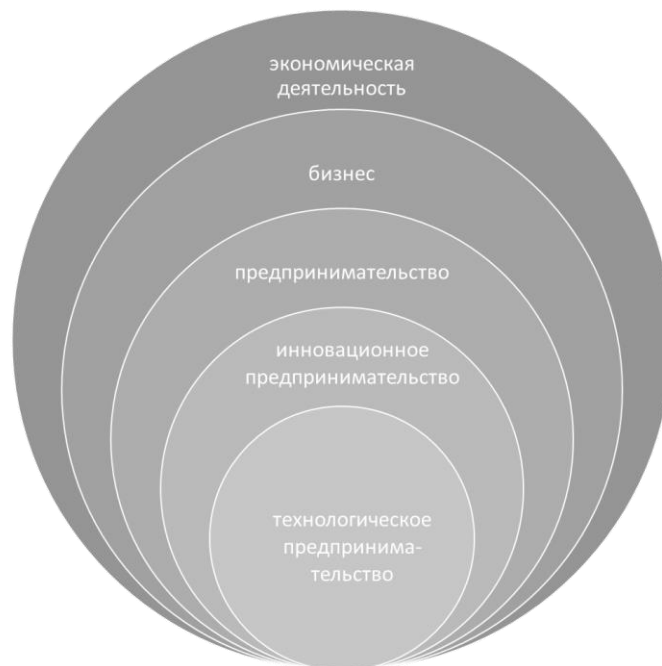 экономическая
деятельность
бизнес
предпринимательство
инновационное
предпринимательство
технологическое
предпринима-
тельство